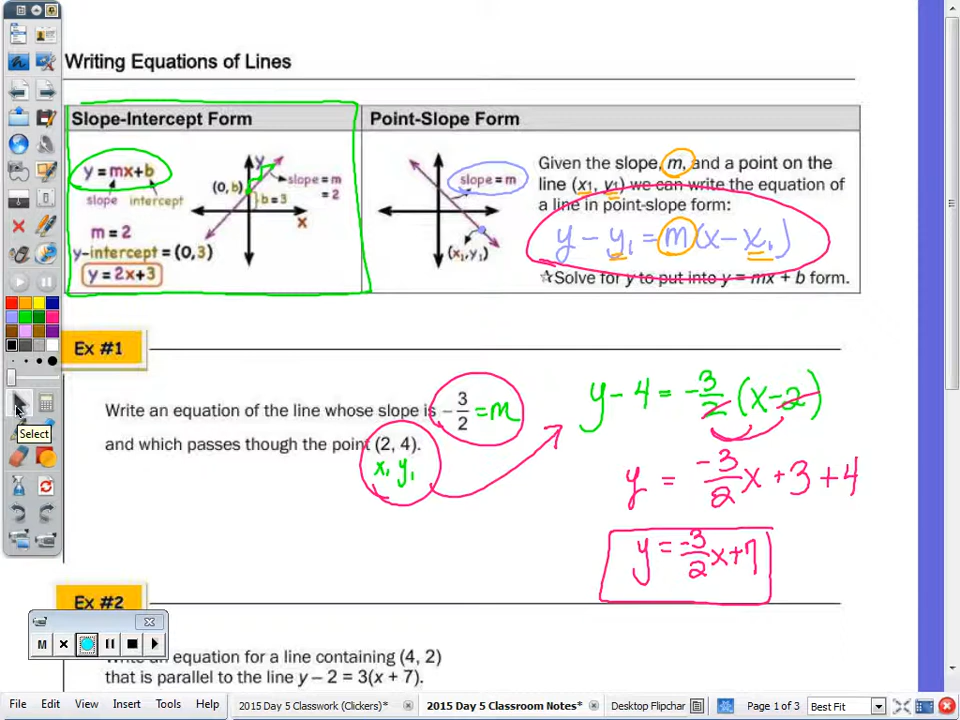 Writing Equations of Lines
Slope-Intercept Form
Point-Slope Form
y = mx+b
slope intercept
m = 2
y-intercept = (0,3)
y = 2x+3
y
(0,b)
slope=m
= 2
b = 3
x
slope=m
(x₁,y₁)
Given the slope, m, and a point on the
line (x₁, y₁) we can write the equation of
a line in point-slope form:
y - y₁ = m(x - x₁)
☆Solve for y to put into y = mx + b form.
Ex #1
Write an equation of the line whose slope is -3/2 = m
and which passes though the point (2, 4).
x₁ y₁
y - 4 = -3/2 (x - 2)
y = -3/2 x + 3 + 4
y = -3/2 x + 7
Select
Ex #2
Write an equation for a line containing (4, 2)
that is parallel to the line y – 2 = 3(x + 7).
M
File Edit View Insert Tools Help
2015 Day 5 Classwork (Clickers)*
2015 Day 5 Classroom Notes*
Desktop Flipchar
Page 1 of 3
Best Fit